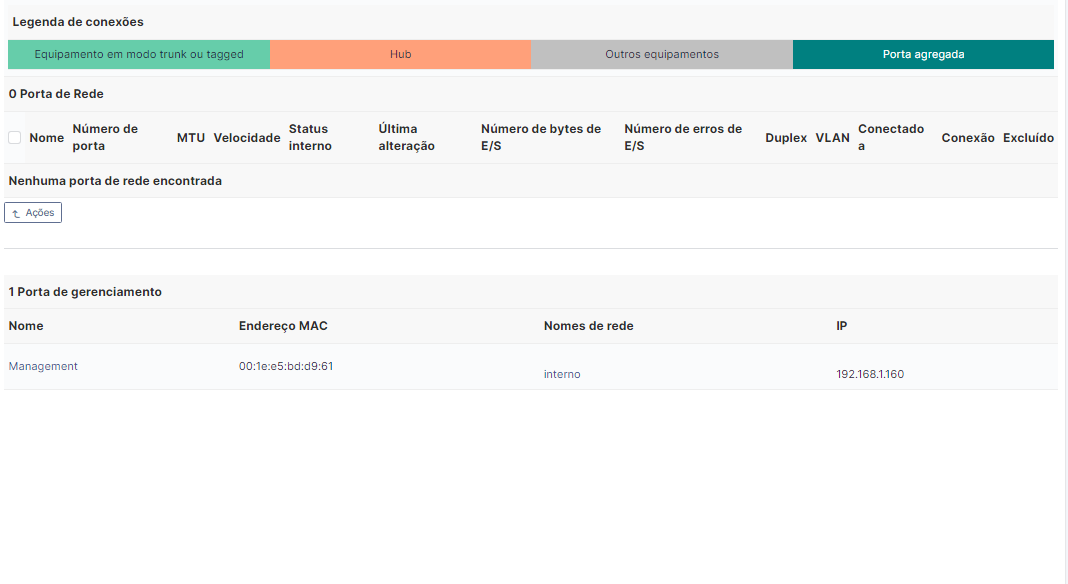 Legenda de conexões
Equipamento em modo trunk ou tagged Hub Outros equipamentos Porta agregada
0 Porta de Rede
Nome Número de porta MTU Velocidade Status interno Última alteração Número de bytes de E/S Número de erros de E/S Duplex VLAN Conectado a Conexão Excluído
Nenhuma porta de rede encontrada
Ações
1 Porta de gerenciamento
Nome Endereço MAC Nomes de rede IP
Management 00:1e:e5:bd:d9:61 interno 192.168.1.160